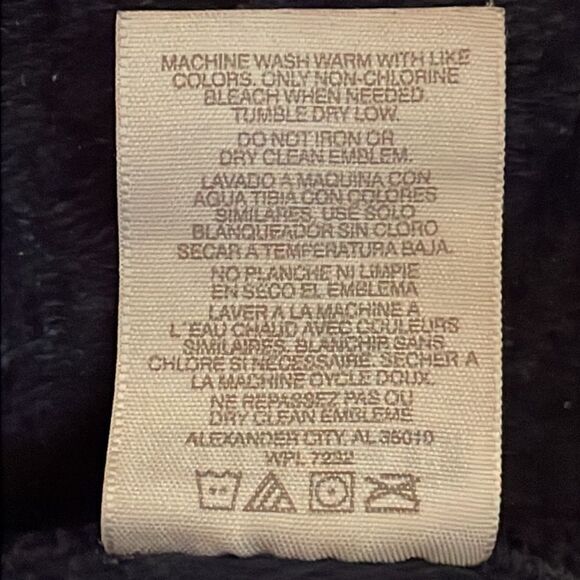 MACHINE WASH WARM WITH LIKE
COLORS. ONLY NON-CHLORINE
BLEACH WHEN NEEDED.
TUMBLE DRY LOW.
DO NOT IRON OR
DRY CLEAN EMBLEM.
LAVADO A MAQUINA CON
AGUA TIBIA CON COLORES
SIMILARES. USE SOLO
BLANQUEADOR SIN CLORO
SECAR A TEMPERATURA BAJA.
NO PLANCHE NI LIMPIE
EN SECO EL EMBLEMA
LAVER A LA MACHINE A
L'EAU CHAUD AVEC COULEURS
SIMILAIRES. BLANCHIR SANS
CHLORE SI NÉCESSAIRE. SECHER A
LA MACHINE CYCLE DOUX.
NE REPASSEZ PAS OU
DRY CLEAN EMBLEME
ALEXANDER CITY, AL 35010
WPL 7232